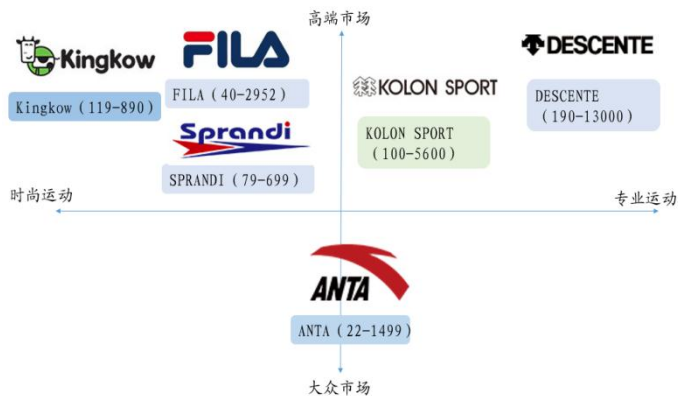 高端市场
Kingkow
FILA
DESCENTE
KOLON SPORT
Kingkow（119-890）
FILA（40-2952）
DESCENTE
（190-13000）
Sprandi
KOLON SPORT
（100-5600）
SPRANDI（79-699）
时尚运动
专业运动
ANTA
ANTA（22-1499）
大众市场